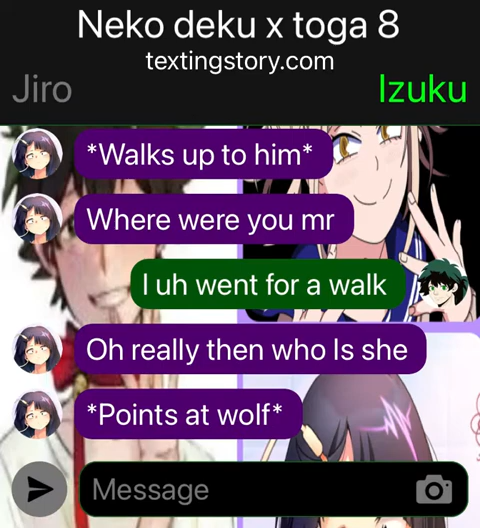 Neko deku x toga 8
textingstory.com
Jiro
Izuku
*Walks up to him*
Where were you mr
I uh went for a walk
Oh really then who Is she
*Points at wolf*
Message